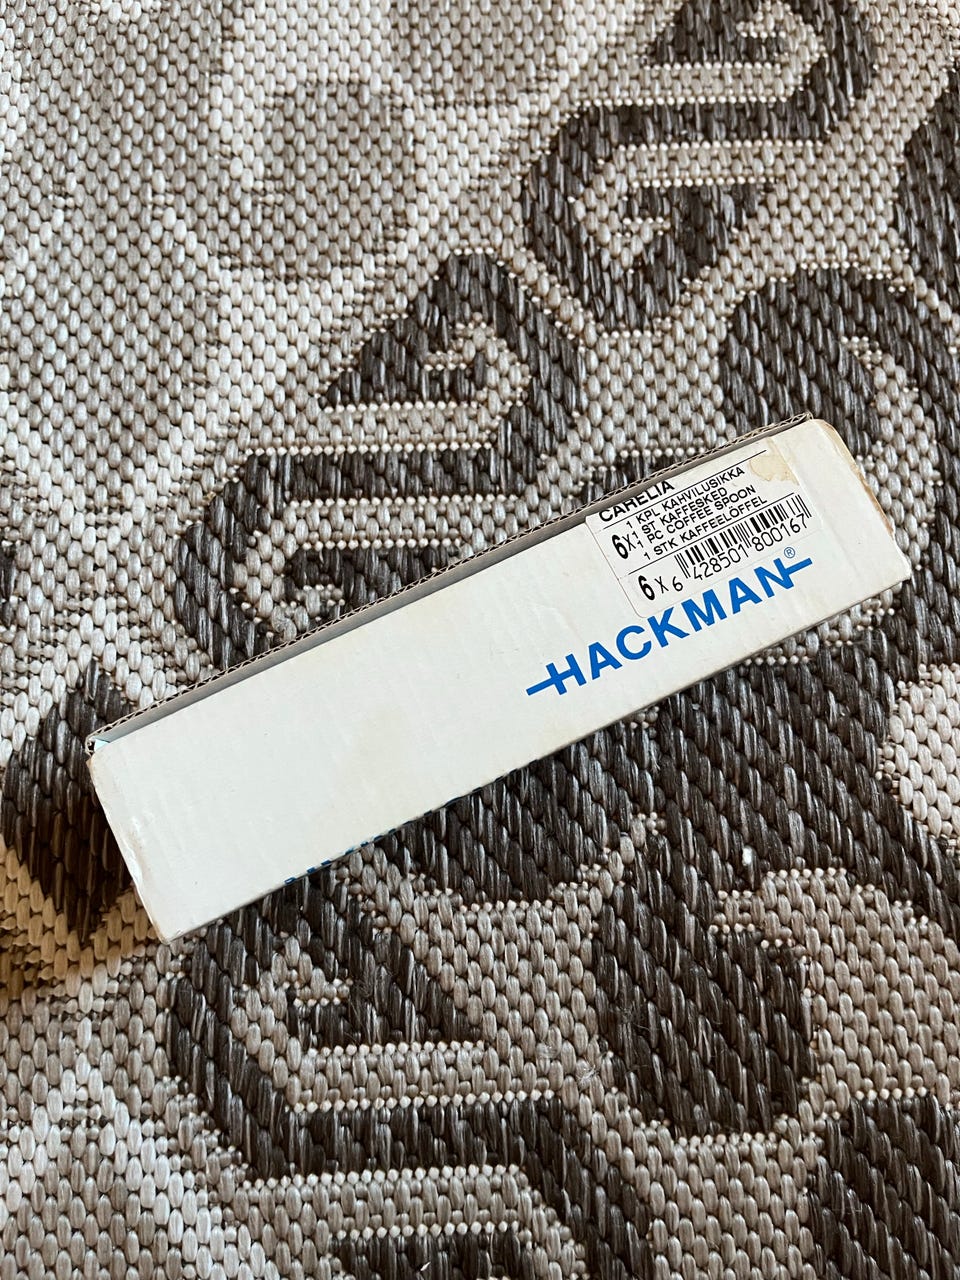 CARELIA
6X 1 KPL KAHVILUSIKKA
1 ST KAFFESKED
1 PC COFFEE SPOON
1 STK KAFFEELÖFFEL
6 X 6 428501 800167
HACKMAN®